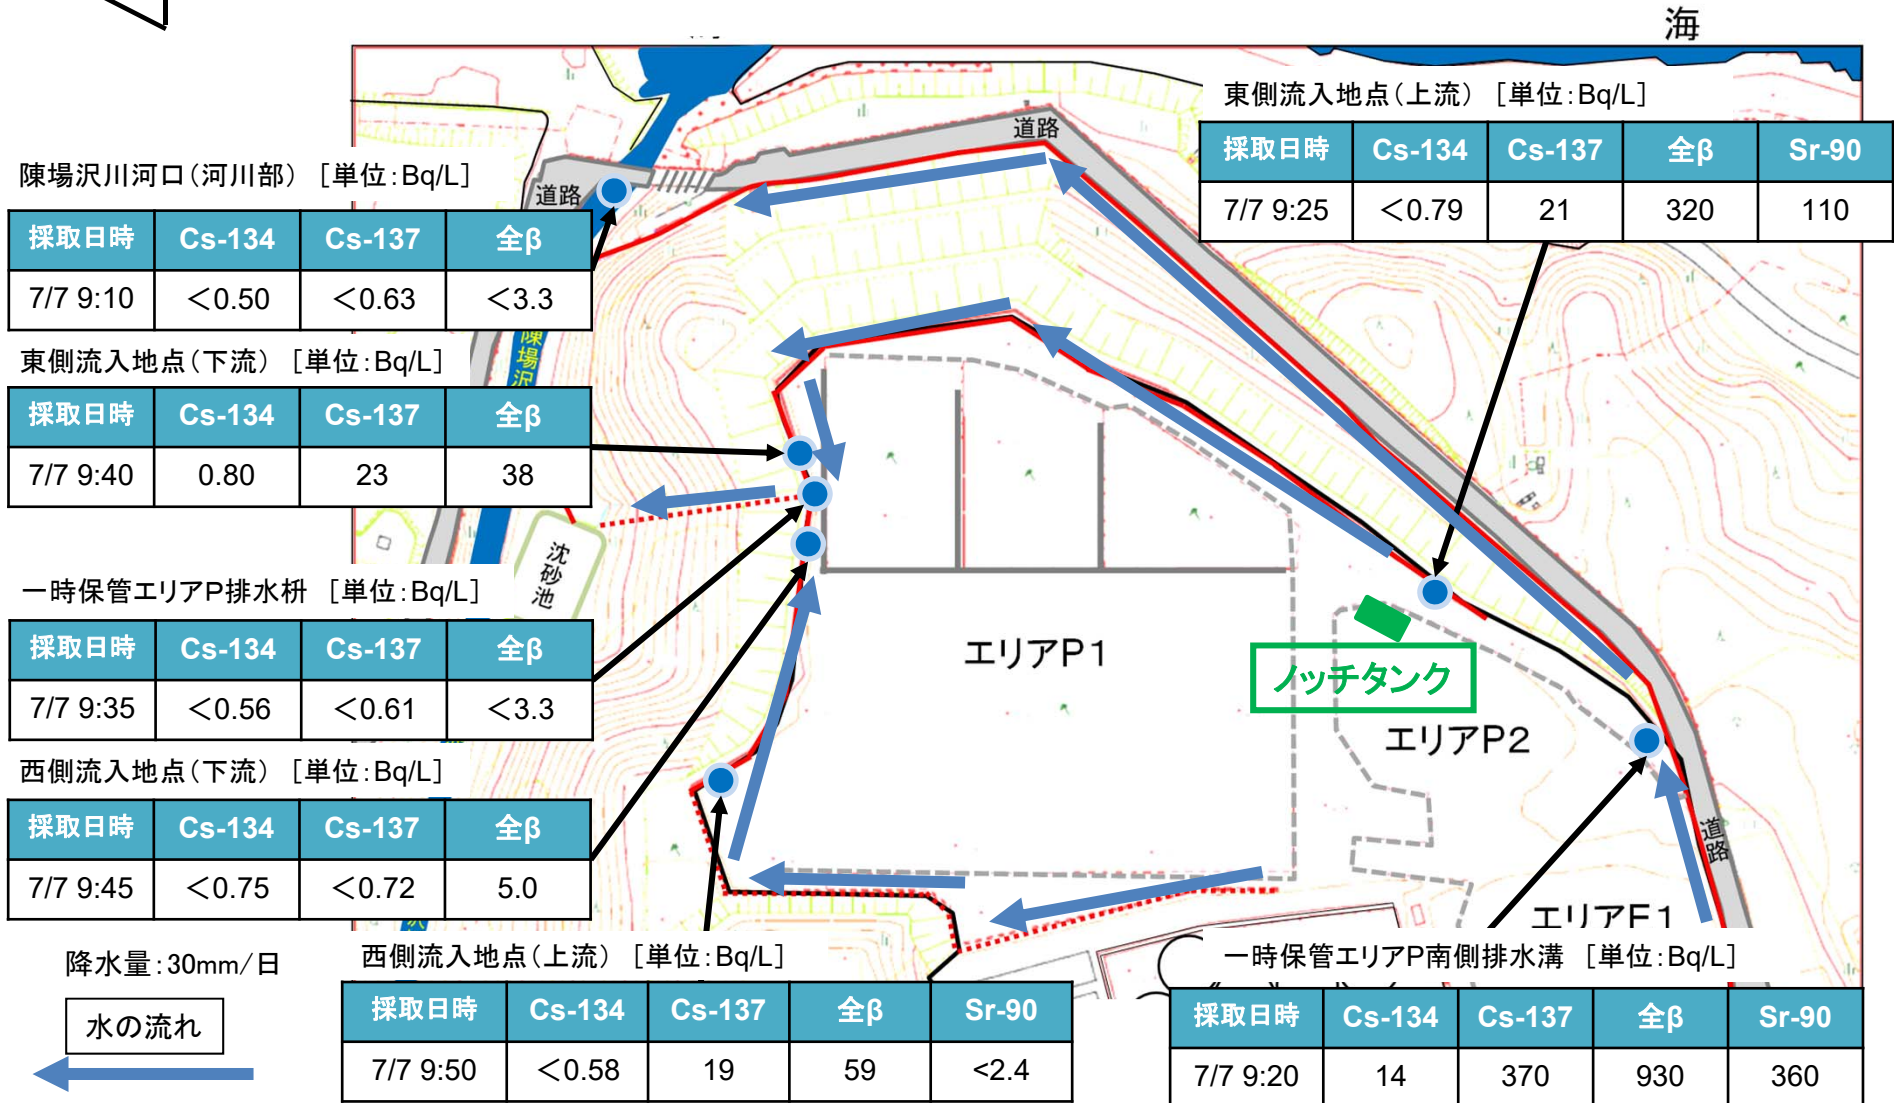 海
東側流入地点(上流) [単位:Bq/L]
採取日時 Cs-134 Cs-137 全β Sr-90
7/7 9:25 <0.79 21 320 110
道路
陳場沢川河口(河川部) [単位:Bq/L]
道路
採取日時 Cs-134 Cs-137 全β
7/7 9:10 <0.50 <0.63 <3.3
陳場沢
東側流入地点(下流) [単位:Bq/L]
採取日時 Cs-134 Cs-137 全β
7/7 9:40 0.80 23 38
沈砂池
一時保管エリアP排水枡 [単位:Bq/L]
採取日時 Cs-134 Cs-137 全β
7/7 9:35 <0.56 <0.61 <3.3
エリアP1
ノッチタンク
エリアP2
西側流入地点(下流) [単位:Bq/L]
採取日時 Cs-134 Cs-137 全β
7/7 9:45 <0.75 <0.72 5.0
道路
エリアE1
降水量:30mm/日
水の流れ
西側流入地点(上流) [単位:Bq/L]
採取日時 Cs-134 Cs-137 全β Sr-90
7/7 9:50 <0.58 19 59 <2.4
一時保管エリアP南側排水溝 [単位:Bq/L]
採取日時 Cs-134 Cs-137 全β Sr-90
7/7 9:20 14 370 930 360